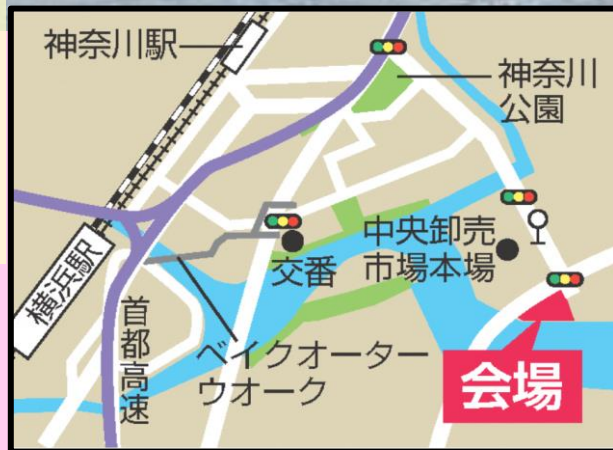 神奈川駅
神奈川
公園
中央卸売
市場本場
交番
横浜駅
首都高速
ベイクオーター
ウオーク
会場